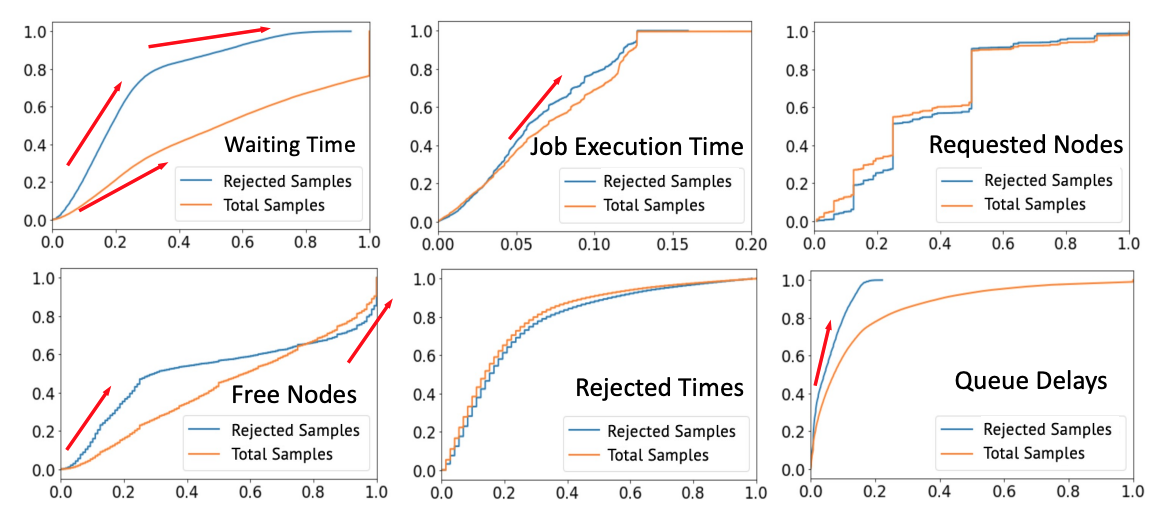 1.0
0.8
0.6
0.4
0.2
0.0
Waiting Time
Rejected Samples
Total Samples
0.0 0.2 0.4 0.6 0.8 1.0
1.0
0.8
0.6
0.4
0.2
0.0
Job Execution Time
Rejected Samples
Total Samples
0.00 0.05 0.10 0.15 0.20
1.0
0.8
0.6
0.4
0.2
0.0
Requested Nodes
Rejected Samples
Total Samples
0.0 0.2 0.4 0.6 0.8 1.0
1.0
0.8
0.6
0.4
0.2
0.0
Free Nodes
Rejected Samples
Total Samples
0.0 0.2 0.4 0.6 0.8 1.0
1.0
0.8
0.6
0.4
0.2
0.0
Rejected Times
Rejected Samples
Total Samples
0.0 0.2 0.4 0.6 0.8 1.0
1.0
0.8
0.6
0.4
0.2
0.0
Queue Delays
Rejected Samples
Total Samples
0.0 0.2 0.4 0.6 0.8 1.0